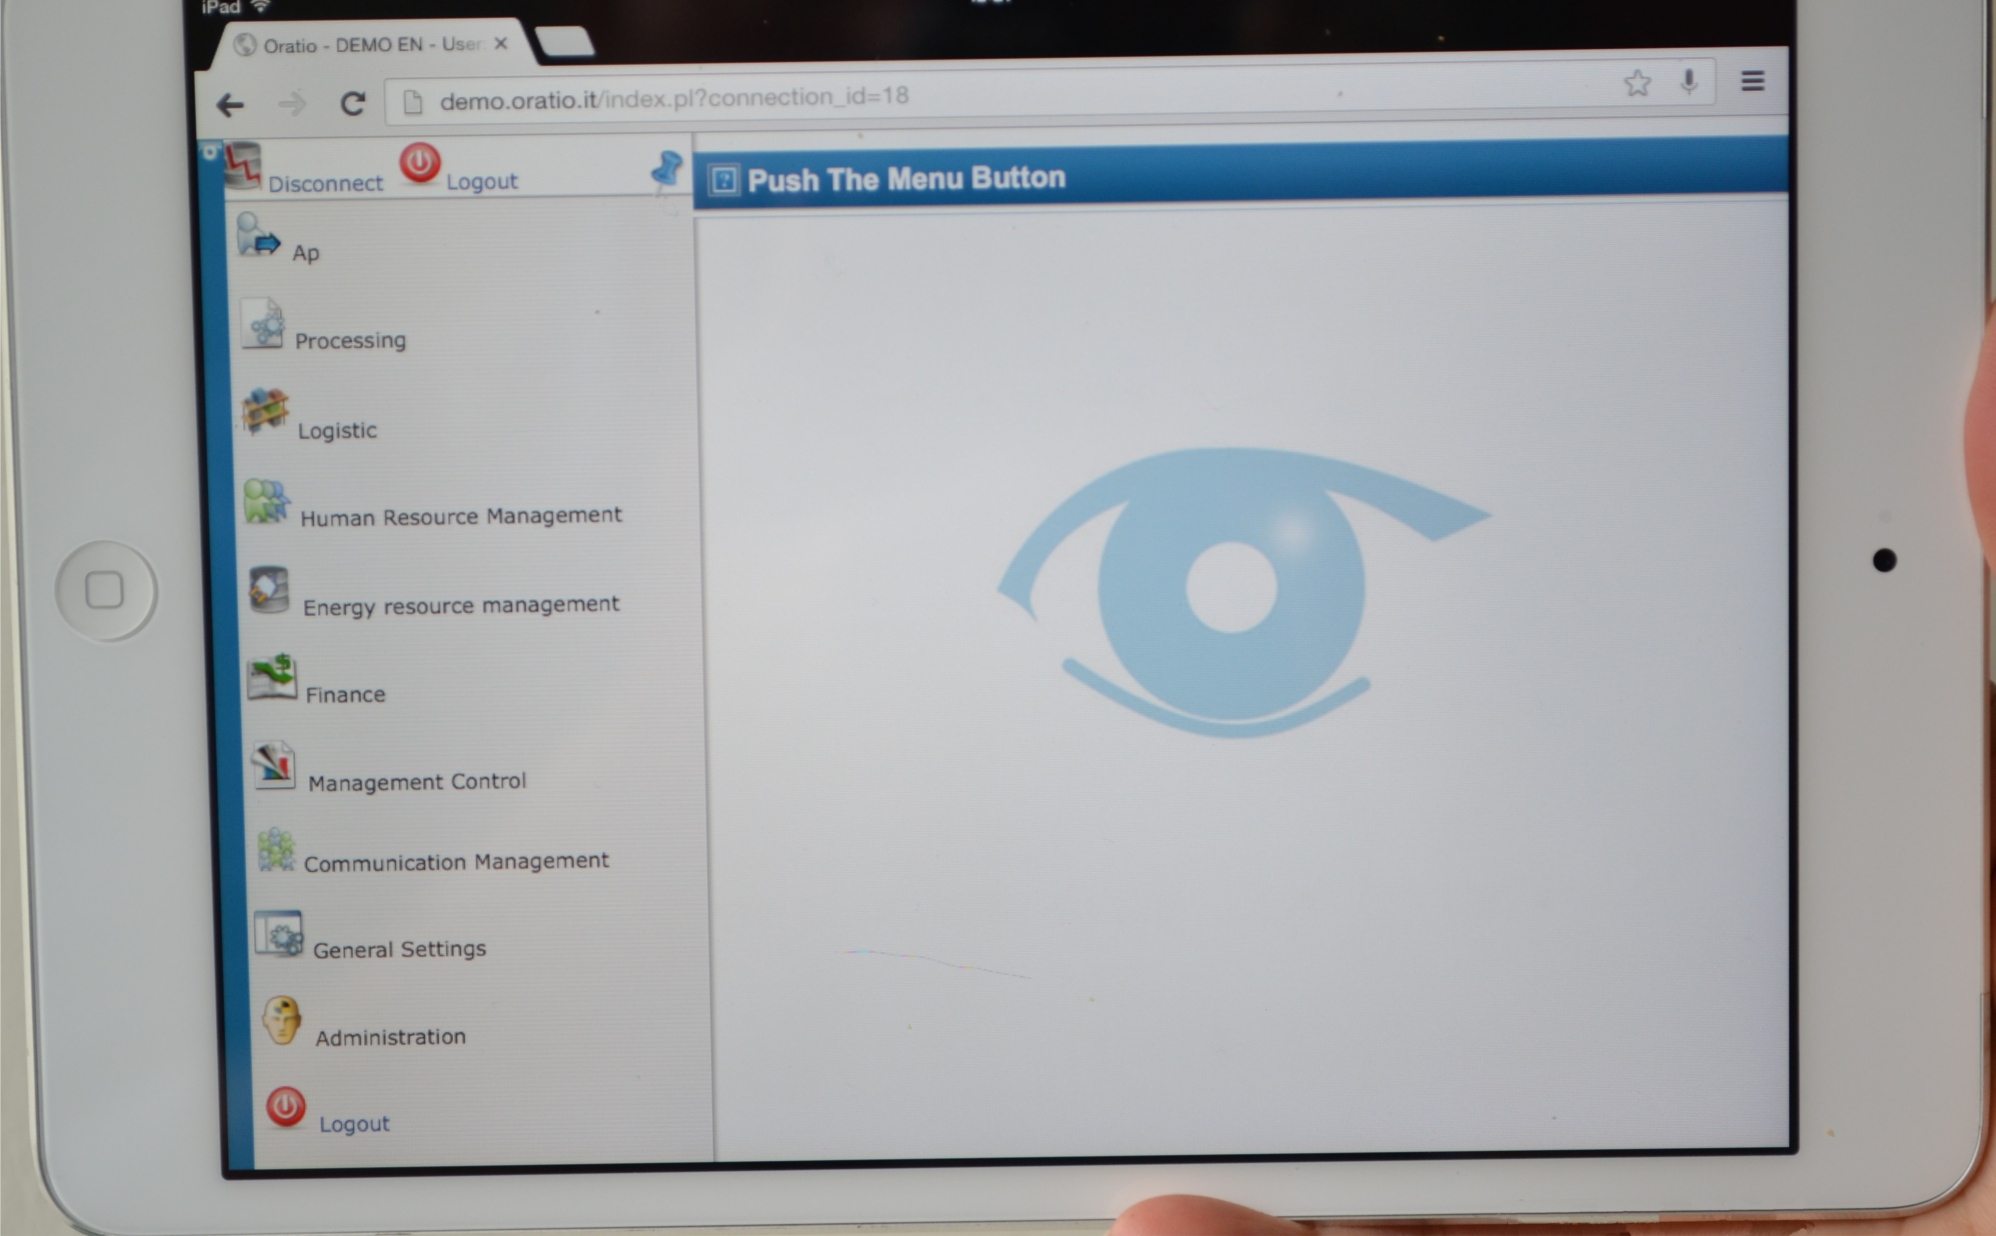 iPad
Oratio - DEMO EN - User
demo.oratio.it/index.pl?connection_id=18
Disconnect Logout
Push The Menu Button
Ap
Processing
Logistic
Human Resource Management
Energy resource management
Finance
Management Control
Communication Management
General Settings
Administration
Logout